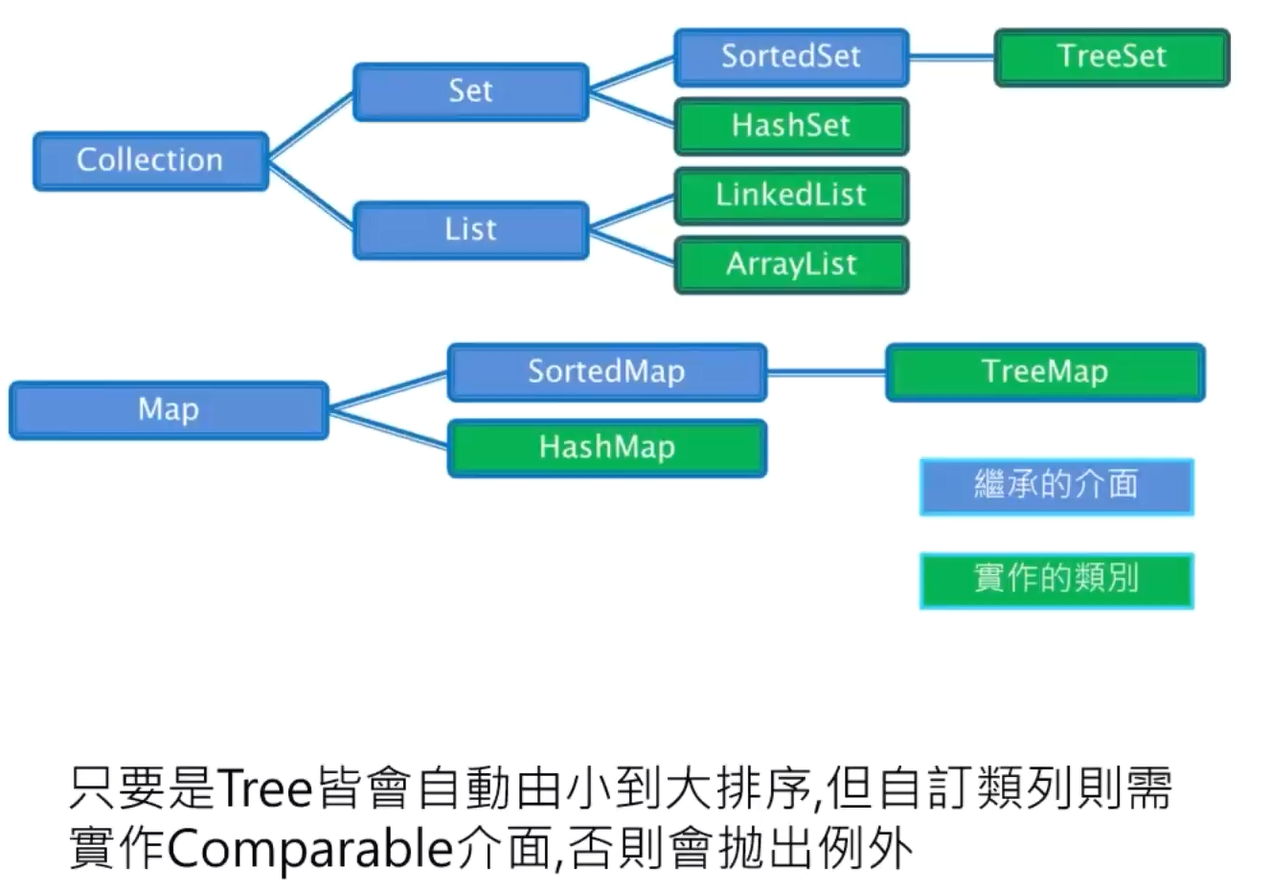 SortedSet
TreeSet
Set
HashSet
Collection
LinkedList
List
ArrayList
SortedMap
TreeMap
Map
HashMap
繼承的介面
實作的類別
只要是Tree皆會自動由小到大排序,但自訂類列則需
實作Comparable介面,否則會拋出例外